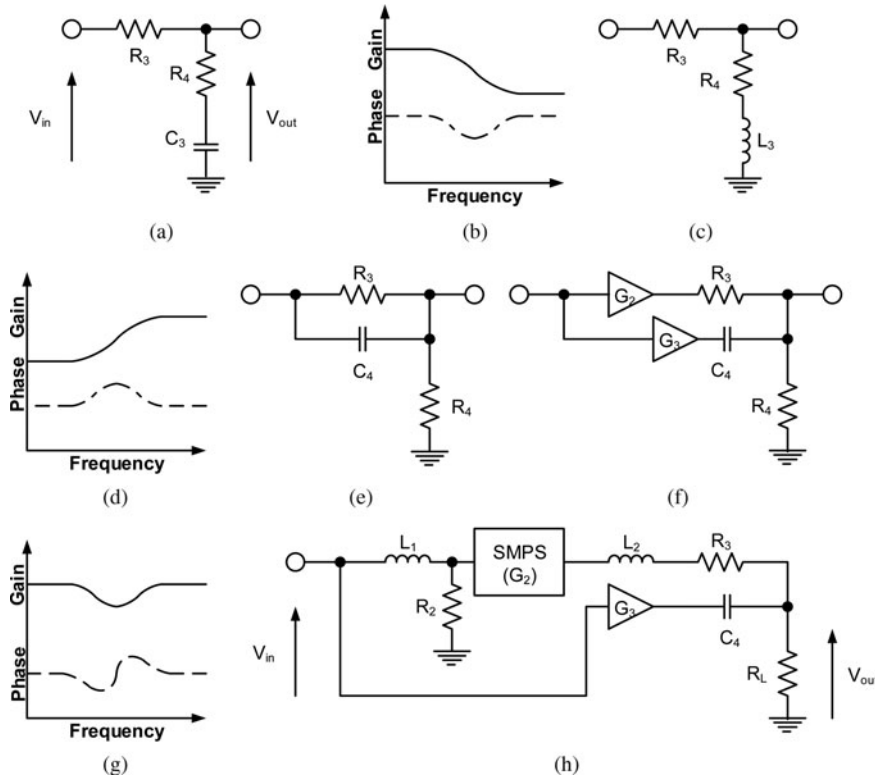 R3
R4
C3
Vin
Vout
(a)
Gain
Phase
Frequency
(b)
R3
R4
L3
(c)
Gain
Phase
Frequency
(d)
R3
C4
R4
(e)
G2
R3
G3
C4
R4
(f)
Gain
Phase
Frequency
(g)
L1
SMPS
(G2)
L2
R3
R2
G3
C4
Vin
RL
Vou
(h)